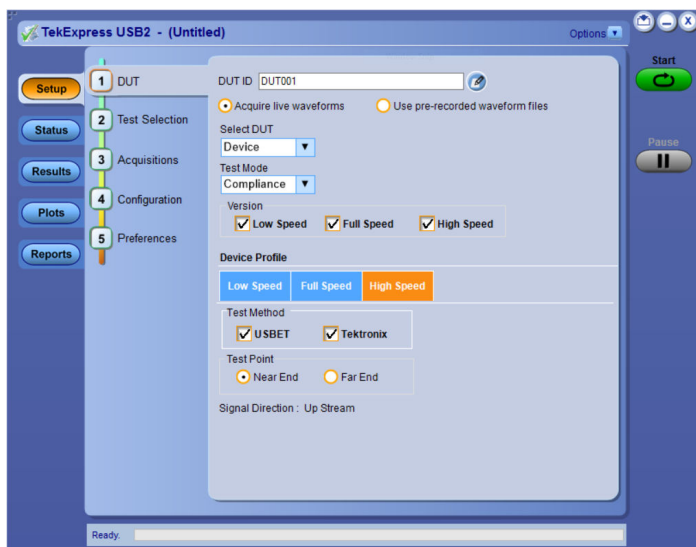 TekExpress USB2 - (Untitled)
Options
Start
Pause
Setup
Status
Results
Plots
Reports
1 DUT
2 Test Selection
3 Acquisitions
4 Configuration
5 Preferences
DUT ID DUT001
Acquire live waveforms Use pre-recorded waveform files
Select DUT
Device
Test Mode
Compliance
Version
Low Speed Full Speed High Speed
Device Profile
Low Speed Full Speed High Speed
Test Method
USBET Tektronix
Test Point
Near End Far End
Signal Direction : Up Stream
Ready.